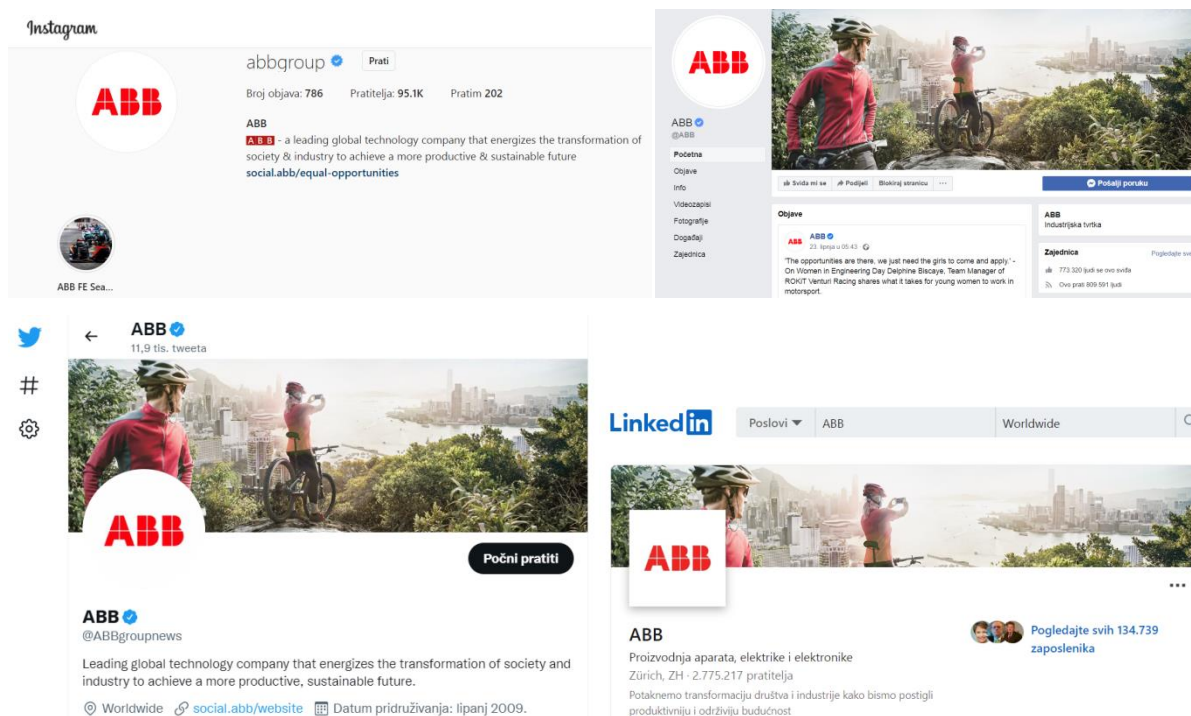 Instagram
abbgroup
Prati
Broj objava: 786 Pratitelja: 95.1K Pratim 202
ABB
ABB
A B B - a leading global technology company that energizes the transformation of
society & industry to achieve a more productive & sustainable future
social.abb/equal-opportunities
ABB FE Sea...
ABB
ABB
@ABB
Početna
Objave
Info
Videozapisi
Fotografije
Događaji
Zajednica
Sviđa mi se Podijeli Blokiraj stranicu ...
Pošalji poruku
Objave
ABB
ABB
23. lipnja u 05:43
'The opportunities are there, we just need the girls to come and apply.' -
On Women in Engineering Day Delphine Biscaye, Team Manager of
ROKiT Venturi Racing shares what it takes for young women to work in
motorsport.
ABB
Industrijska tvrtka
Zajednica Pogledajte sve
773 320 ljudi se ovo sviđa
Ovo prati 809 591 ljudi
ABB
11,9 tis. tweeta
#
ABB
Počni pratiti
ABB
@ABBgroupnews
Leading global technology company that energizes the transformation of society and
industry to achieve a more productive, sustainable future.
Worldwide social.abb/website Datum pridruživanja: lipanj 2009.
Linked in
Poslovi ABB Worldwide
ABB
...
ABB
Proizvodnja aparata, elektrike i elektronike
Zürich, ZH · 2.775.217 pratitelja
Potaknemo transformaciju društva i industrije kako bismo postigli
produktivniju i održiviju budućnost
Pogledajte svih 134.739
zaposlenika